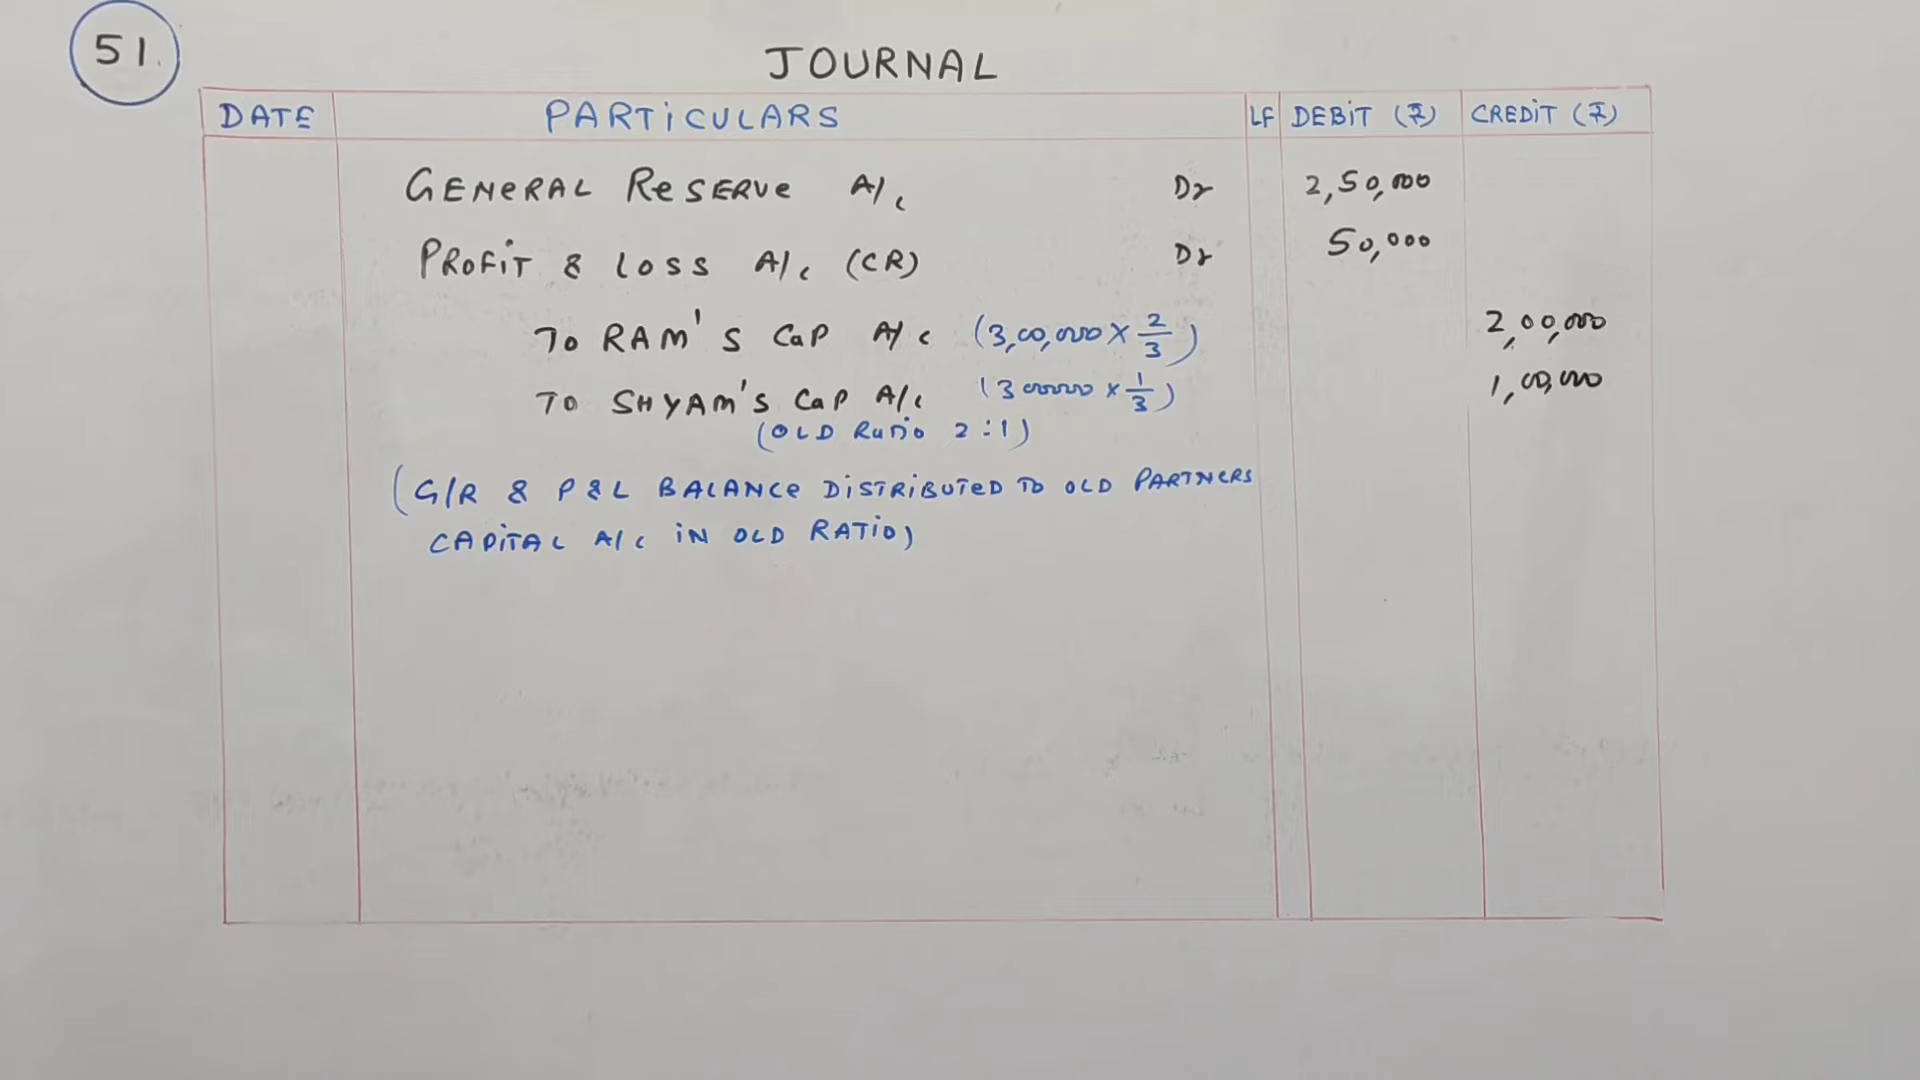 51.
JOURNAL
DATE PARTICULARS LF DEBIT (₹) CREDIT (₹)
GENERAL RESERVE A/c Dr 2,50,000
PROFIT & LOSS A/c (CR) Dr 50,000
TO RAM'S CAP A/c (3,00,000 × 2/3) 2,00,000
TO SHYAM'S CAP A/c (300000 × 1/3) 1,00,000
(OLD Ratio 2:1)
(G/R & P&L BALANCE DISTRIBUTED TO OLD PARTNERS
CAPITAL A/c IN OLD RATIO)